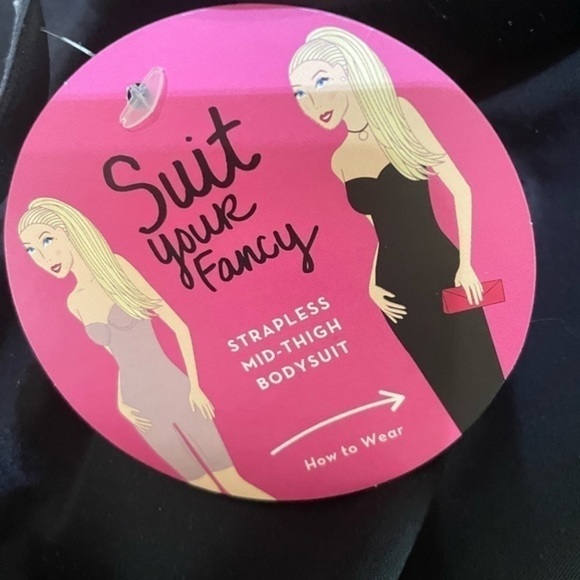 Suit
your
Fancy
STRAPLESS
MID-THIGH
BODYSUIT
How to Wear